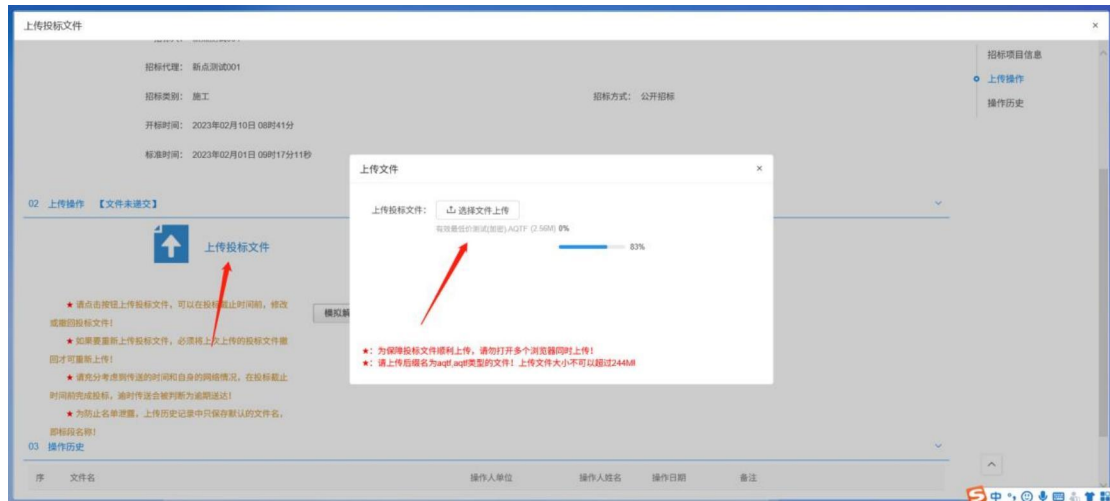 上传投标文件
招标代理： 新点测试001
招标类别： 施工
招标方式： 公开招标
开标时间： 2023年02月10日 08时41分
标准时间： 2023年02月01日 09时17分11秒
招标项目信息
上传操作
操作历史
02 上传操作 【文件未递交】
上传投标文件
★ 请点击按钮上传投标文件，可以在投标截止时间前，修改
或撤回投标文件！
★ 如果要重新上传投标文件，必须将上次上传的投标文件撤
回才可重新上传！
★ 请充分考虑到传送的时间和自身的网络情况，在投标截止
时间前完成投标，逾时传送会被判断为逾期送达！
★ 为防止名单泄露，上传历史记录中只保存默认的文件名，
即标段名称！
模拟解
上传文件
上传投标文件： 选择文件上传
有效最低价测试(加密).AQTF (2.56M) 0%
83%
★：为保障投标文件顺利上传，请勿打开多个浏览器同时上传！
★：请上传后缀名为aqtf,aqtf类型的文件！上传文件大小不可以超过244M!
03 操作历史
序 文件名 操作人单位 操作人姓名 操作日期 备注
中